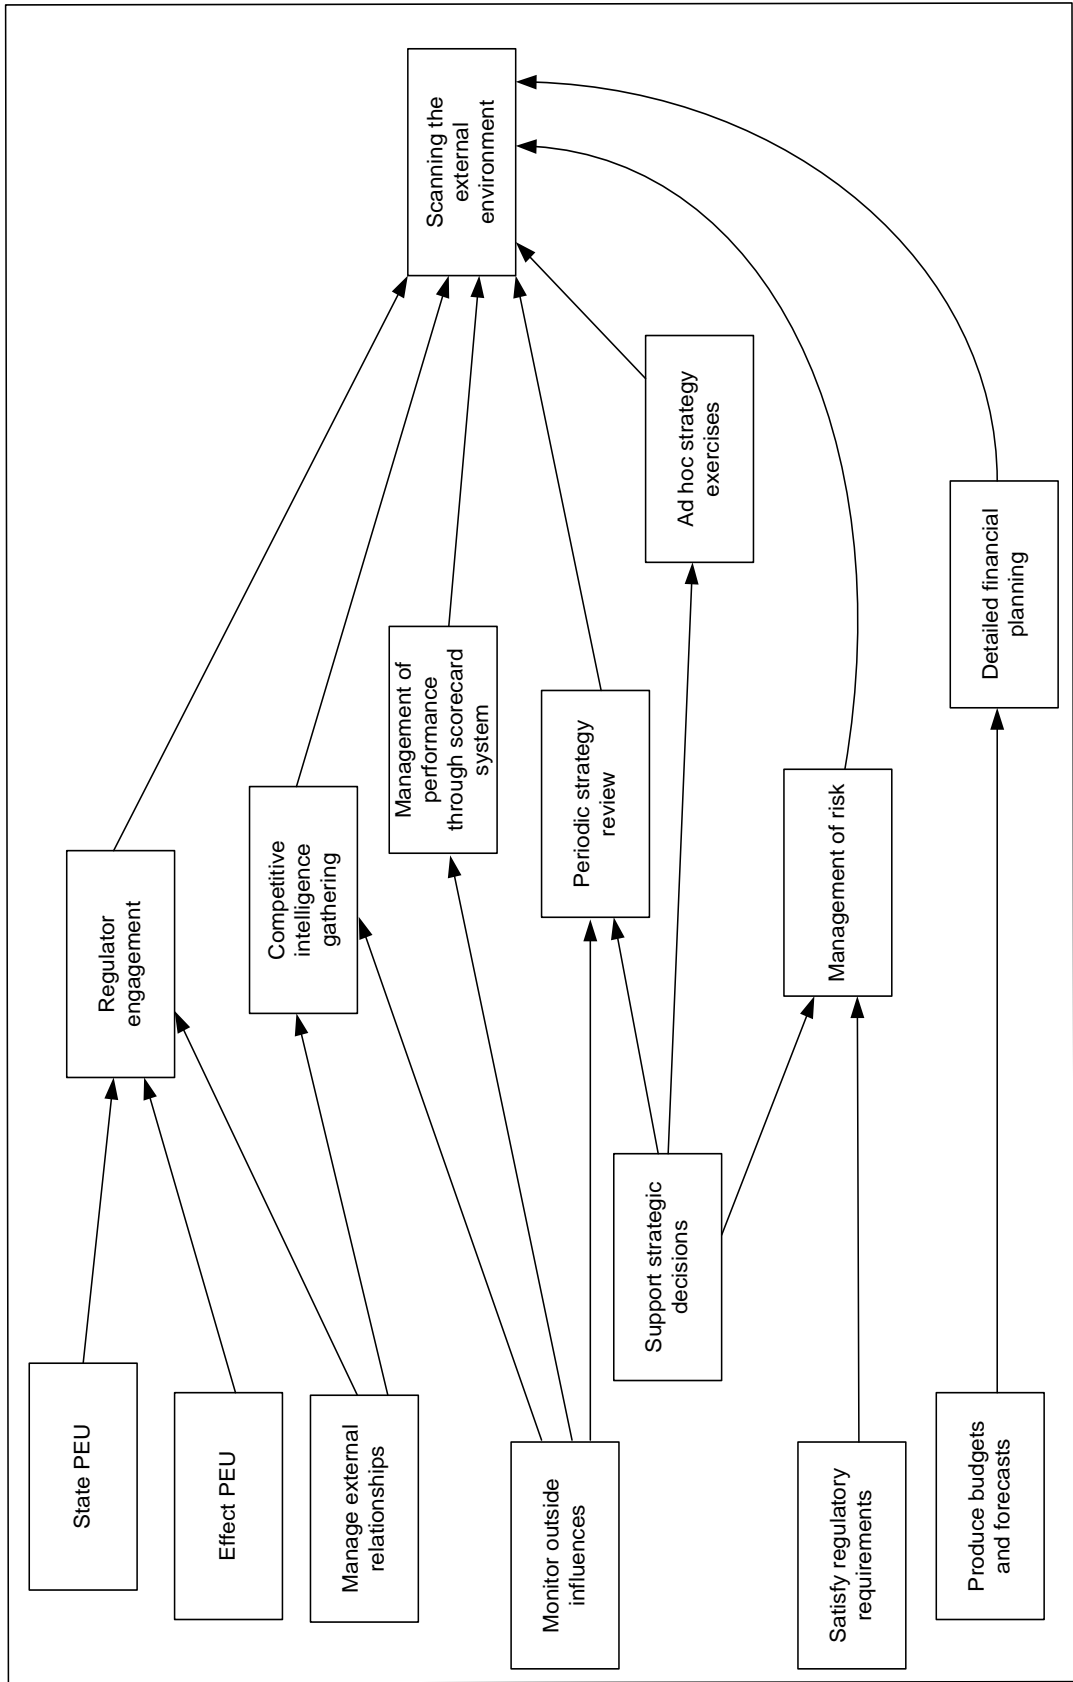 State PEU
Effect PEU
Manage external
relationships
Monitor outside
influences
Support strategic
decisions
Satisfy regulatory
requirements
Produce budgets
and forecasts
Regulator
engagement
Competitive
intelligence
gathering
Management of
performance
through scorecard
system
Periodic strategy
review
Ad hoc strategy
exercises
Management of risk
Detailed financial
planning
Scanning the
external
environment